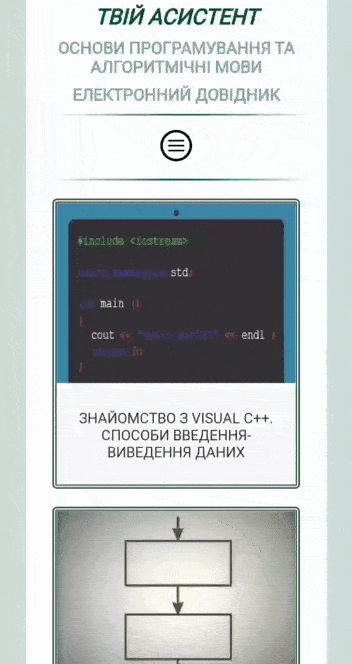 ТВІЙ АСИСТЕНТ
ОСНОВИ ПРОГРАМУВАННЯ ТА
АЛГОРИТМІЧНІ МОВИ
ЕЛЕКТРОННИЙ ДОВІДНИК
#include <iostream>
std;
main ()
{
cout << << endl ;
}
ЗНАЙОМСТВО З VISUAL C++.
СПОСОБИ ВВЕДЕННЯ-
ВИВЕДЕННЯ ДАНИХ